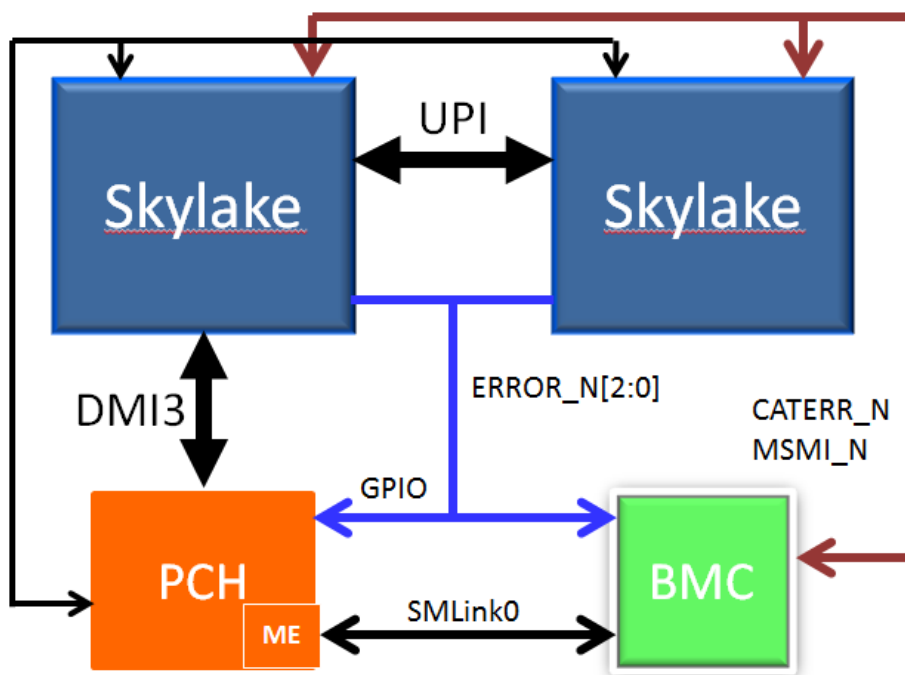 UPI
Skylake
Skylake
DMI3
ERROR_N[2:0]
CATERR_N
MSMI_N
GPIO
PCH
BMC
ME
SMLink0